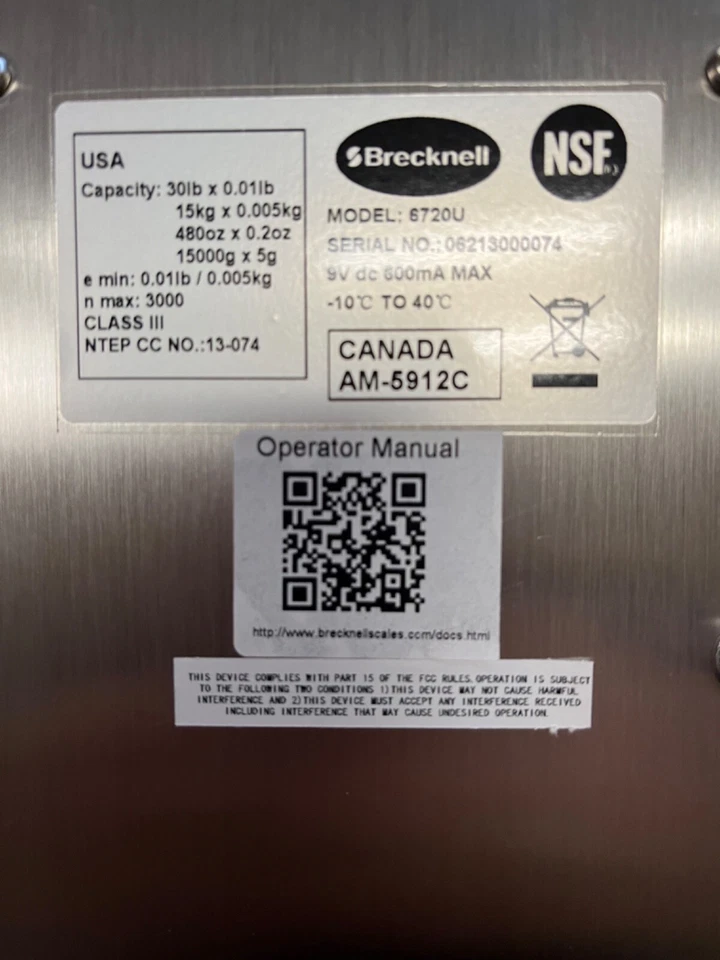 USA
Capacity: 30lb x 0.01lb
15kg x 0.005kg
480oz x 0.2oz
15000g x 5g
e min: 0.01lb / 0.005kg
n max: 3000
CLASS III
NTEP CC NO.:13-074
Brecknell
NSF
MODEL: 6720U
SERIAL NO.: 06213000074
9V dc 800mA MAX
-10℃ TO 40℃
CANADA
AM-5912C
Operator Manual
http://www.brecknellscales.com/docs.html
THIS DEVICE COMPLIES WITH PART 15 OF THE FCC RULES. OPERATION IS SUBJECT
TO THE FOLLOWING TWO CONDITIONS 1)THIS DEVICE MAY NOT CAUSE HARMFUL
INTERFERENCE AND 2)THIS DEVICE MUST ACCEPT ANY INTERFERENCE RECEIVED
INCLUDING INTERFERENCE THAT MAY CAUSE UNDESIRED OPERATION.